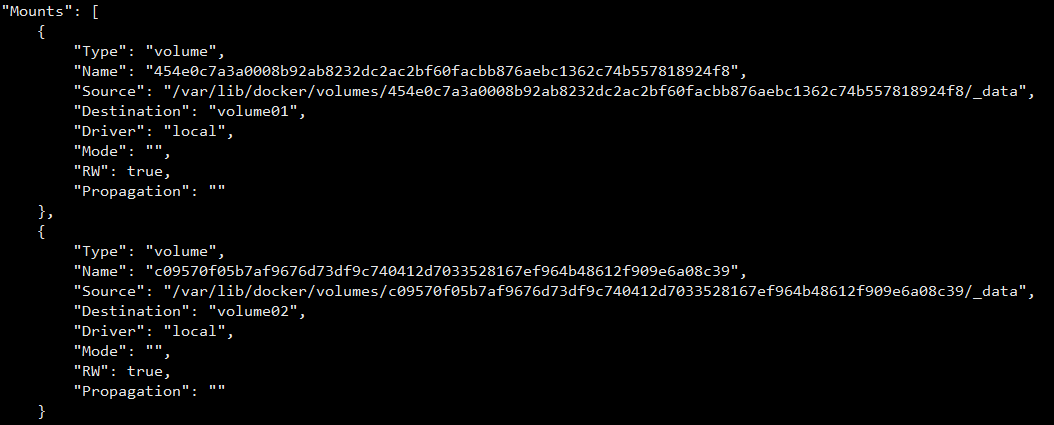 "Mounts": [
{
"Type": "volume",
"Name": "454e0c7a3a0008b92ab8232dc2ac2bf60facbb876aebc1362c74b557818924f8",
"Source": "/var/lib/docker/volumes/454e0c7a3a0008b92ab8232dc2ac2bf60facbb876aebc1362c74b557818924f8/_data",
"Destination": "volume01",
"Driver": "local",
"Mode": "",
"RW": true,
"Propagation": ""
},
{
"Type": "volume",
"Name": "c09570f05b7af9676d73df9c740412d7033528167ef964b48612f909e6a08c39",
"Source": "/var/lib/docker/volumes/c09570f05b7af9676d73df9c740412d7033528167ef964b48612f909e6a08c39/_data",
"Destination": "volume02",
"Driver": "local",
"Mode": "",
"RW": true,
"Propagation": ""
}